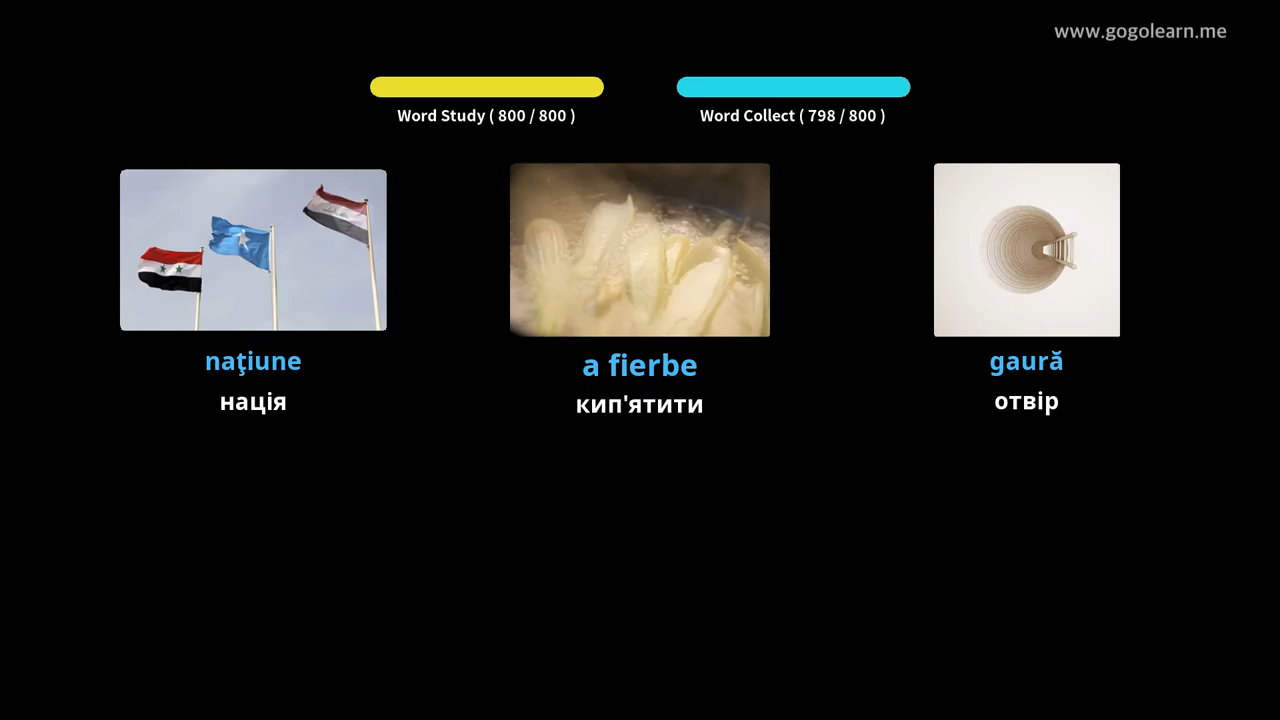 www.gogolearn.me
Word Study ( 800 / 800 )
Word Collect ( 798 / 800 )
naţiune
a fierbe
gaură
нація
кип'ятити
отвір